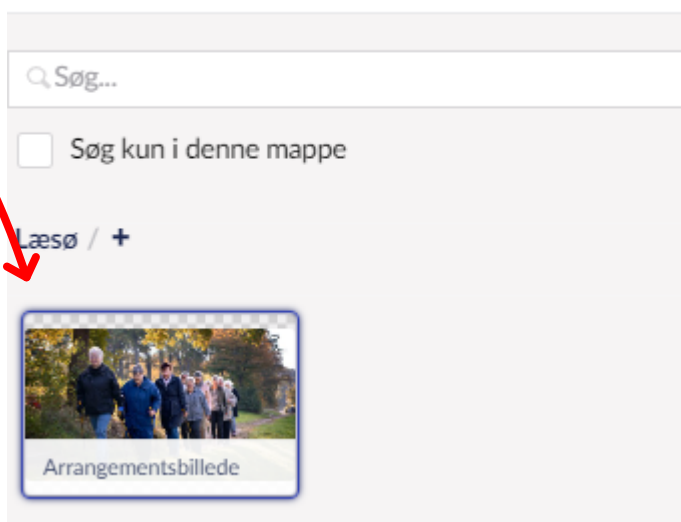 Søg...
Søg kun i denne mappe
Læsø / +
Arrangementsbillede